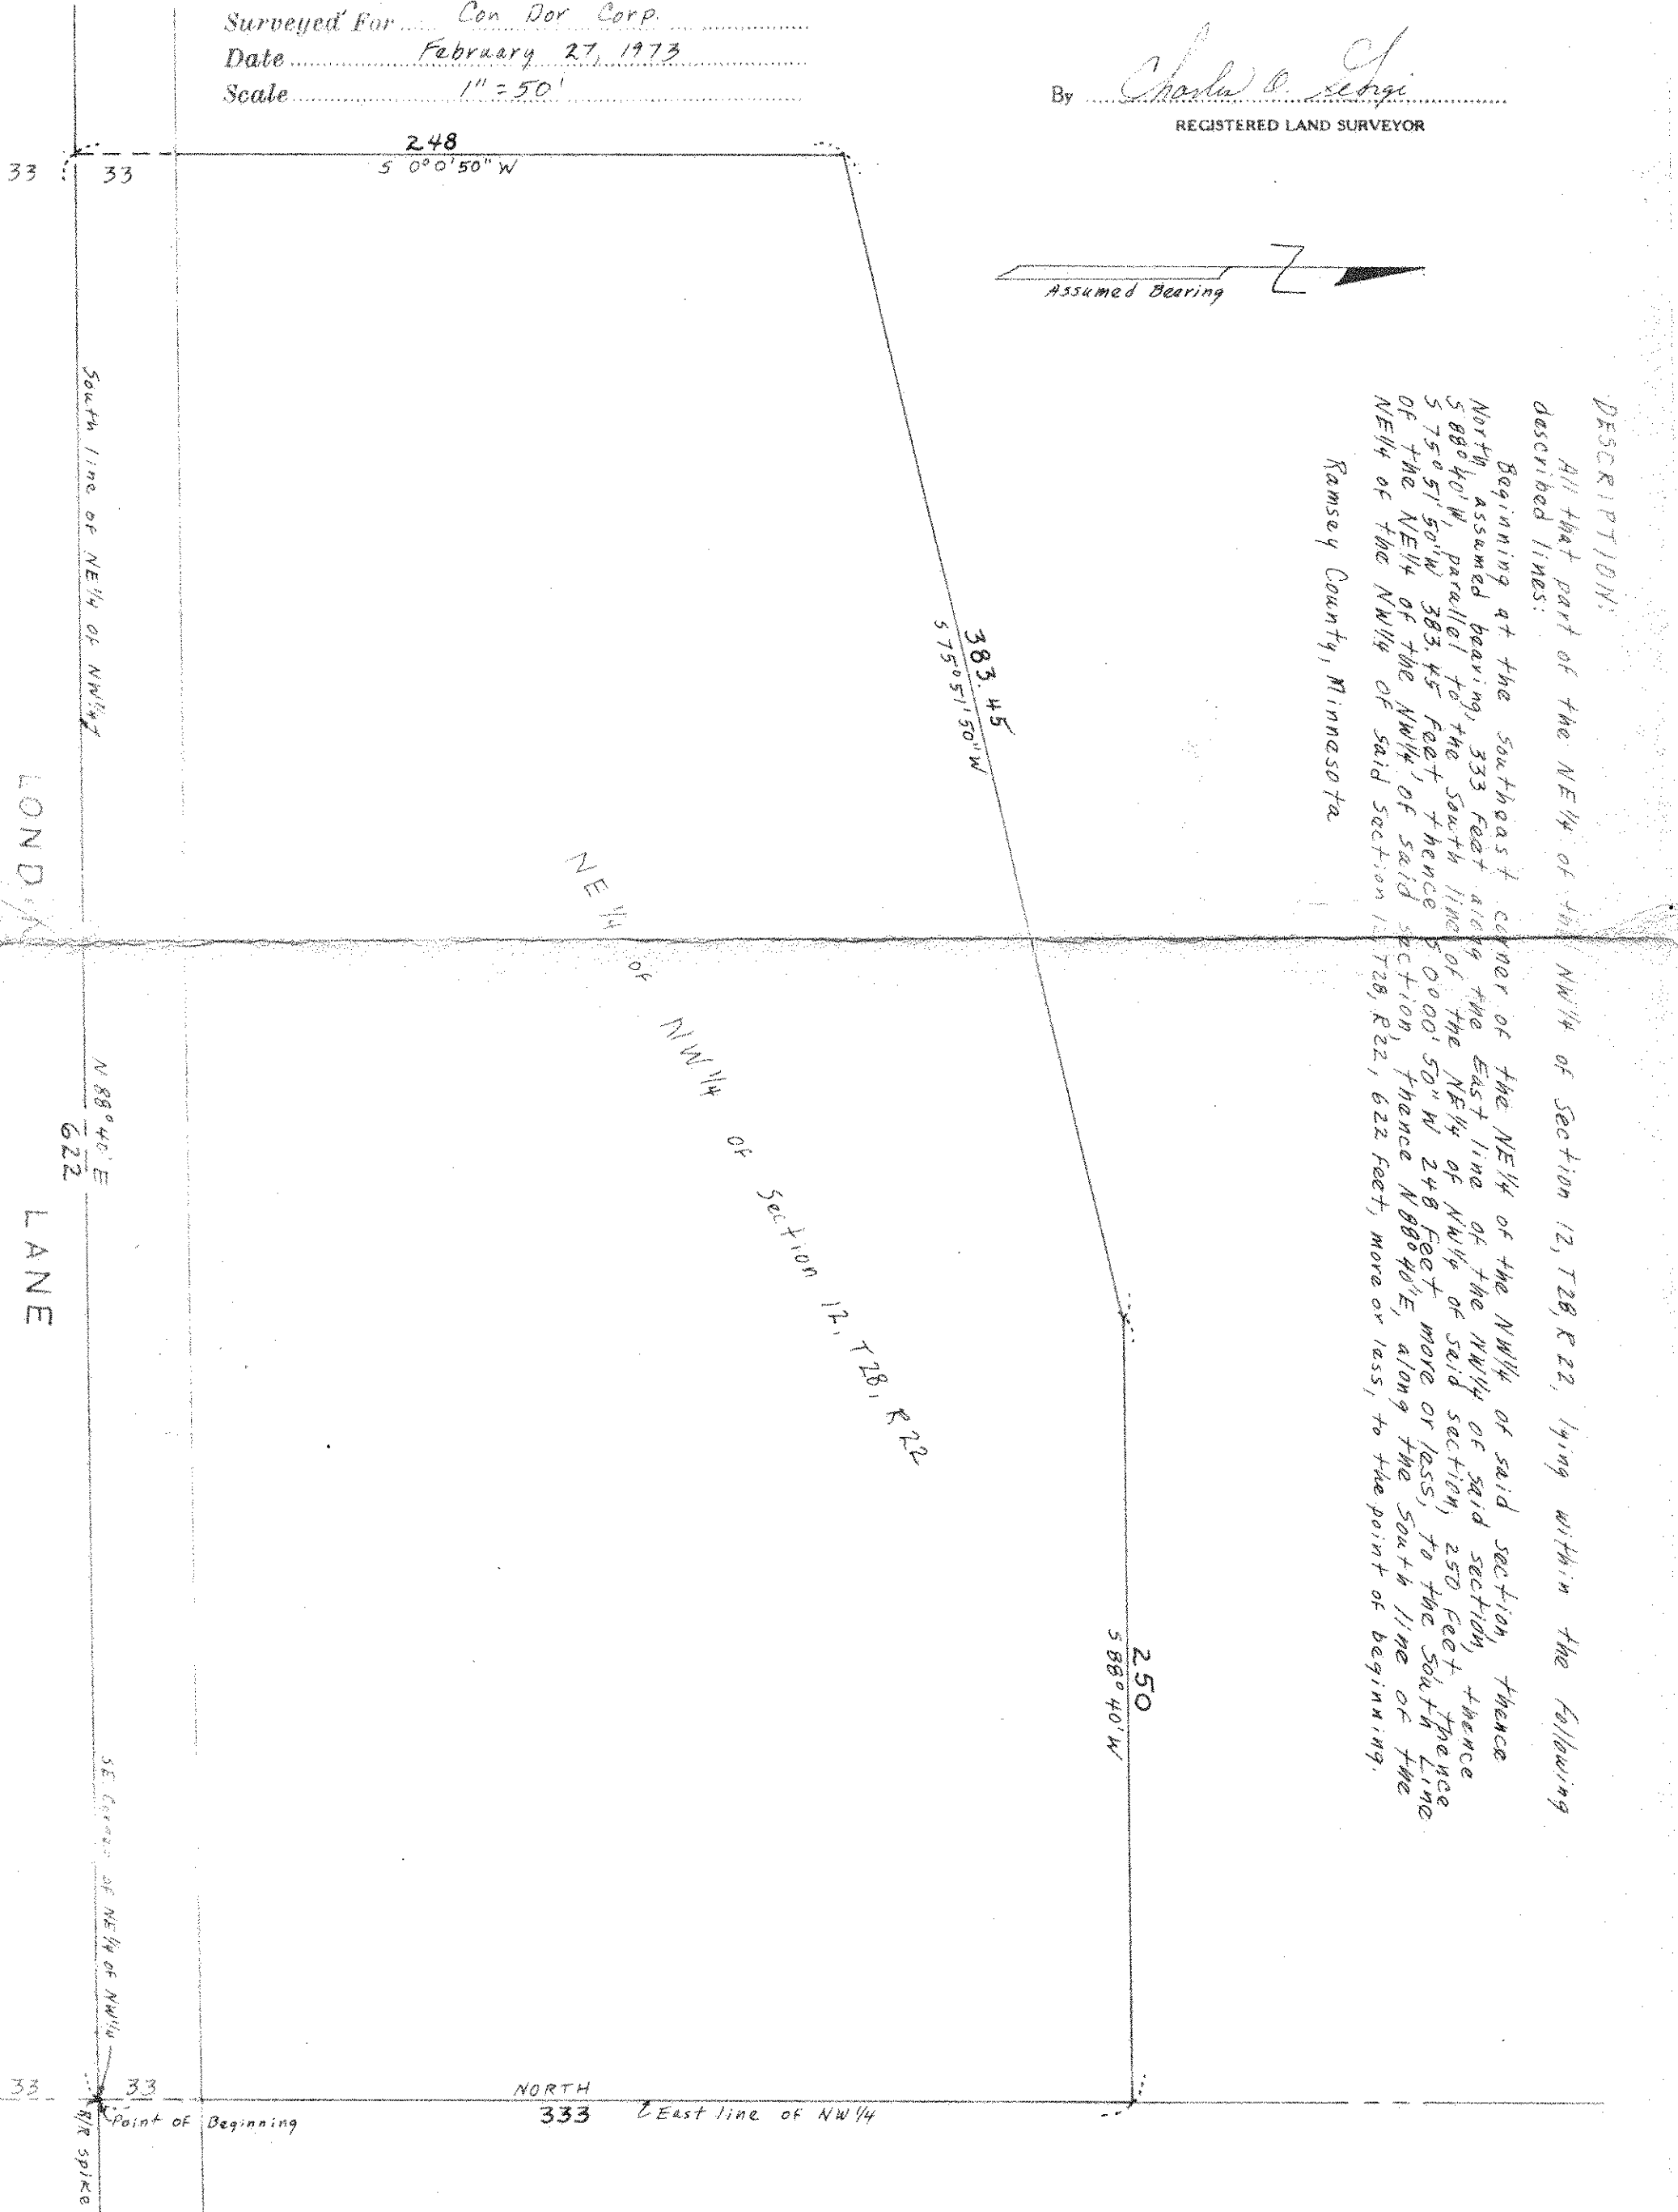 Surveyed For Con Dor Corp.
Date February 27, 1973
Scale 1" = 50'
By Charles O. Georgi
REGISTERED LAND SURVEYOR
248
S 0° 0' 50" W
33
33
Assumed Bearing
Z
DESCRIPTION:
All that part of the NE1/4 of the NW1/4 of Section 12, T28, R22, lying within the following
described lines:
Beginning at the Southeast corner of the NE1/4 of the NW1/4 of said section, thence
North, assumed bearing, 333 feet along the East line of the NW1/4 of said section, thence
S 88° 40' W, parallel to the South line of the NE1/4 of NW1/4 of said section, 250 feet, thence
S 75° 51' 50" W 383.45 feet, thence S 0°00' 50" W 248 feet more or less, to the South Line
of the NE1/4 of the NW1/4 of said section, thence N 88° 40' E, along the South line of the
NE1/4 of the NW1/4 of said Section 12, T28, R22, 622 feet, more or less, to the point of beginning.
Ramsey County, Minnesota
South line of NE1/4 of NW1/4
383.45
S 75° 51' 50" W
LONDIN
LANE
N 88° 40' E
622
NE 1/4 of NW 1/4 of Section 12, T28, R22
250
S 88° 40' W
SE Corner of NE1/4 of NW1/4
33
33
NORTH
333
East line of NW 1/4
Point of Beginning
R/R spike